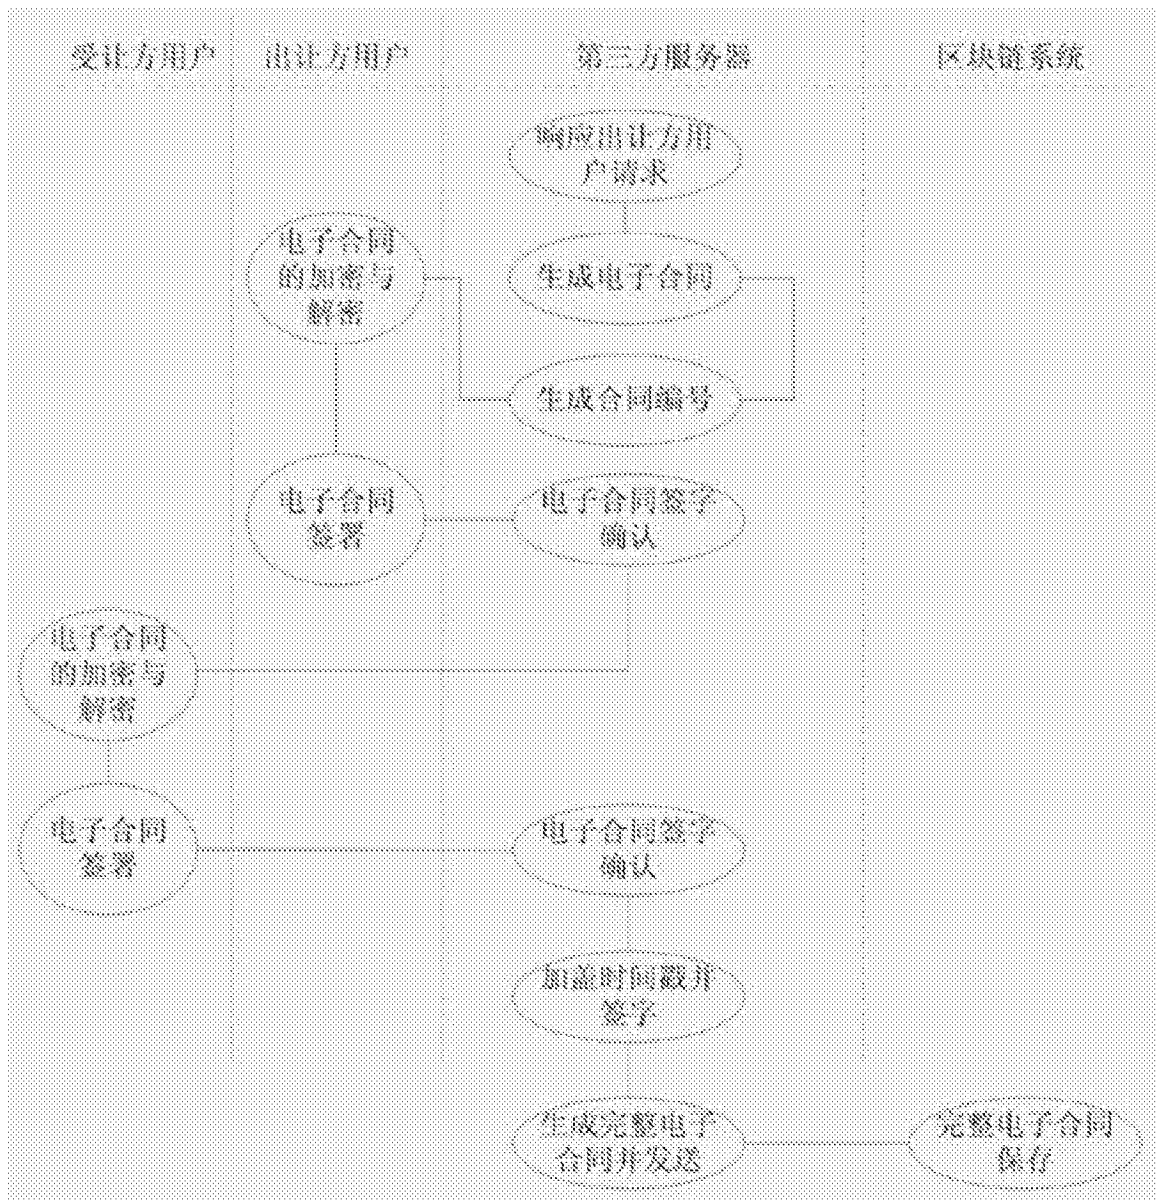 受让方用户 出让方用户 第三方服务器 区块链系统
响应出让方用
户请求
电子合同
的加密与
解密
生成电子合同
生成合同编号
电子合同
签署
电子合同签字
确认
电子合同
的加密与
解密
电子合同
签署
电子合同签字
确认
加盖时间戳并
签字
生成完整电子
合同并发送
完整电子合同
保存